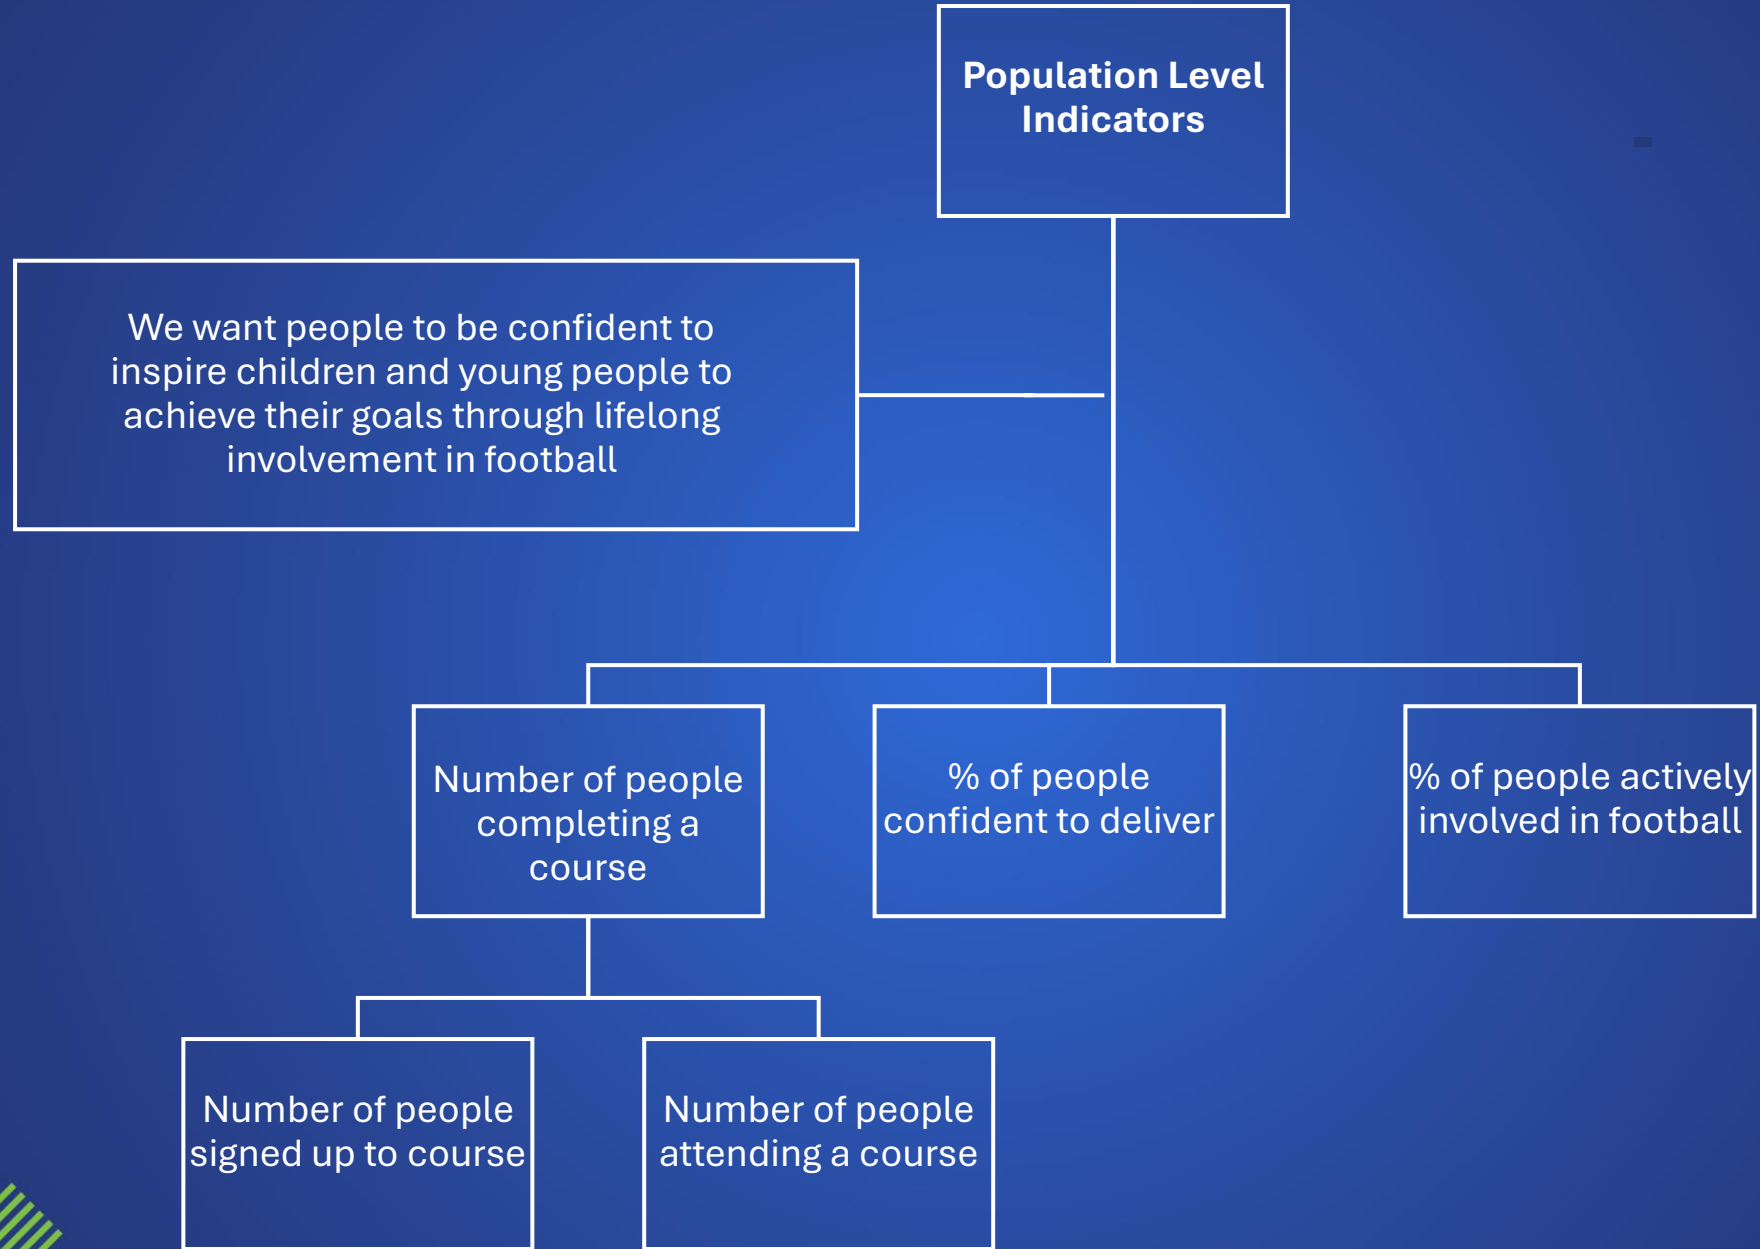 Population Level
Indicators
We want people to be confident to
inspire children and young people to
achieve their goals through lifelong
involvement in football
Number of people
completing a
course
% of people
confident to deliver
% of people actively
involved in football
Number of people
signed up to course
Number of people
attending a course